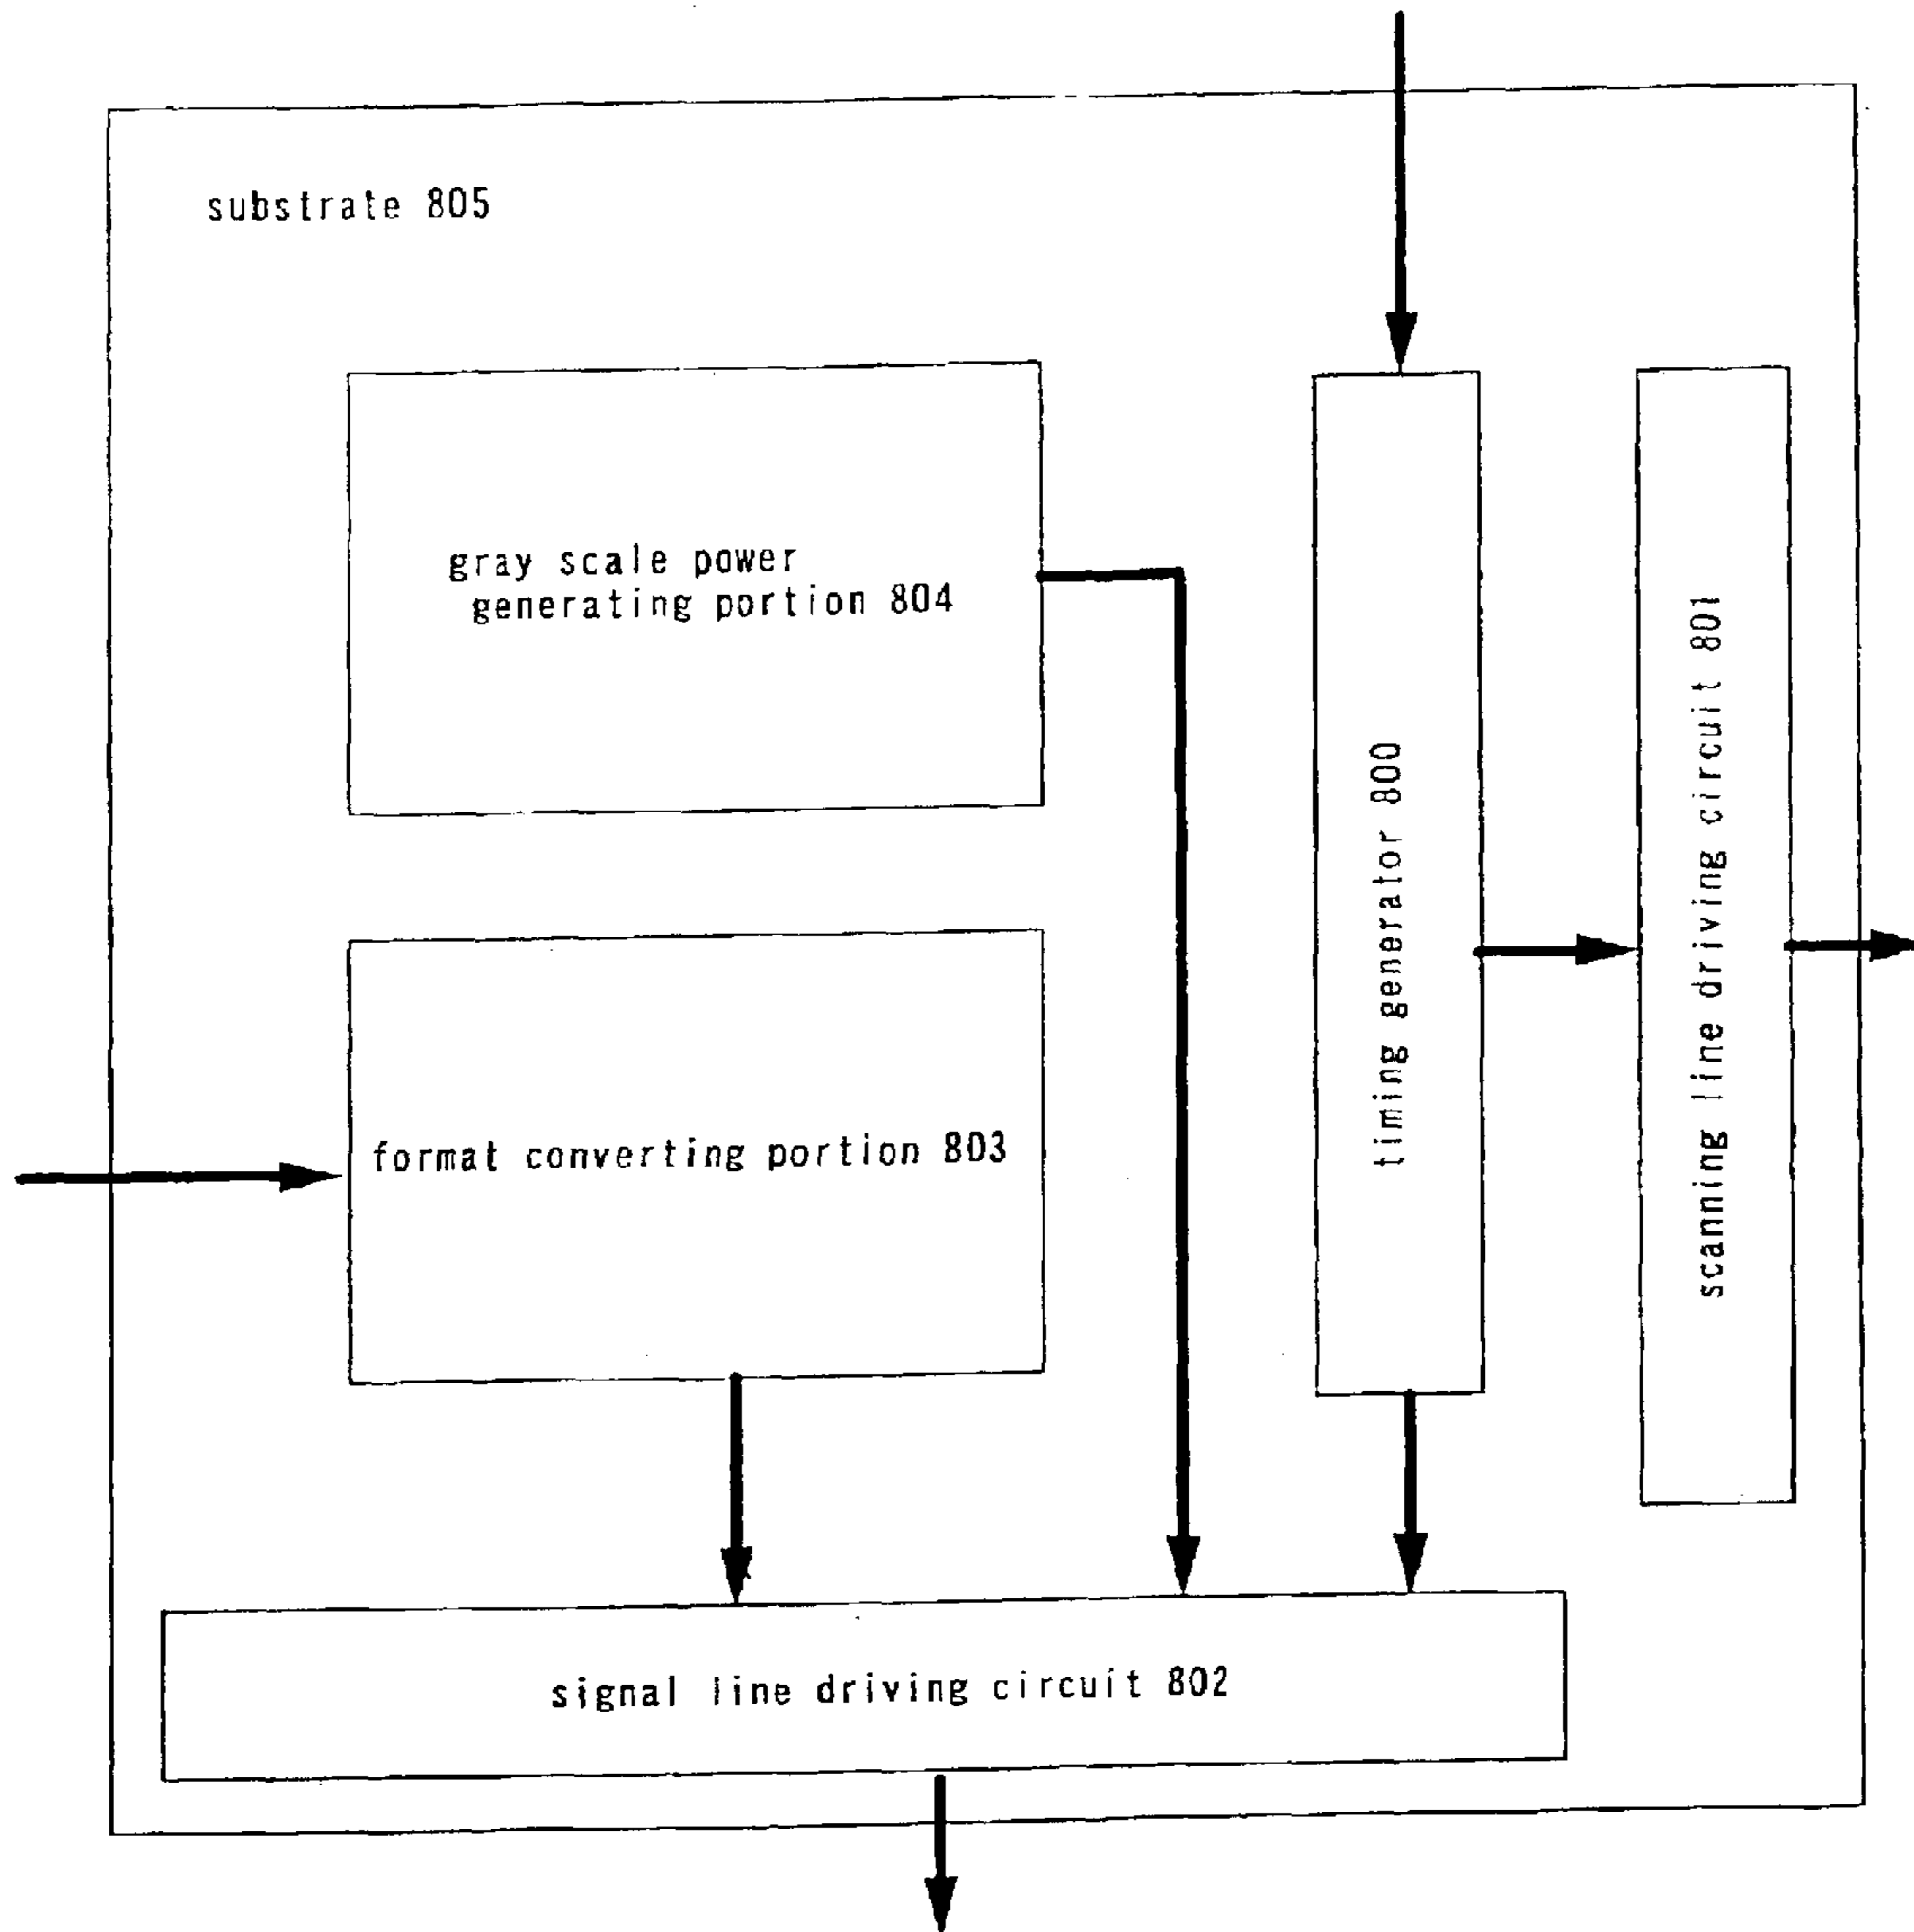 substrate 805
gray scale power
generating portion 804
format converting portion 803
timing generator 800
scanning line driving circuit 801
signal line driving circuit 802